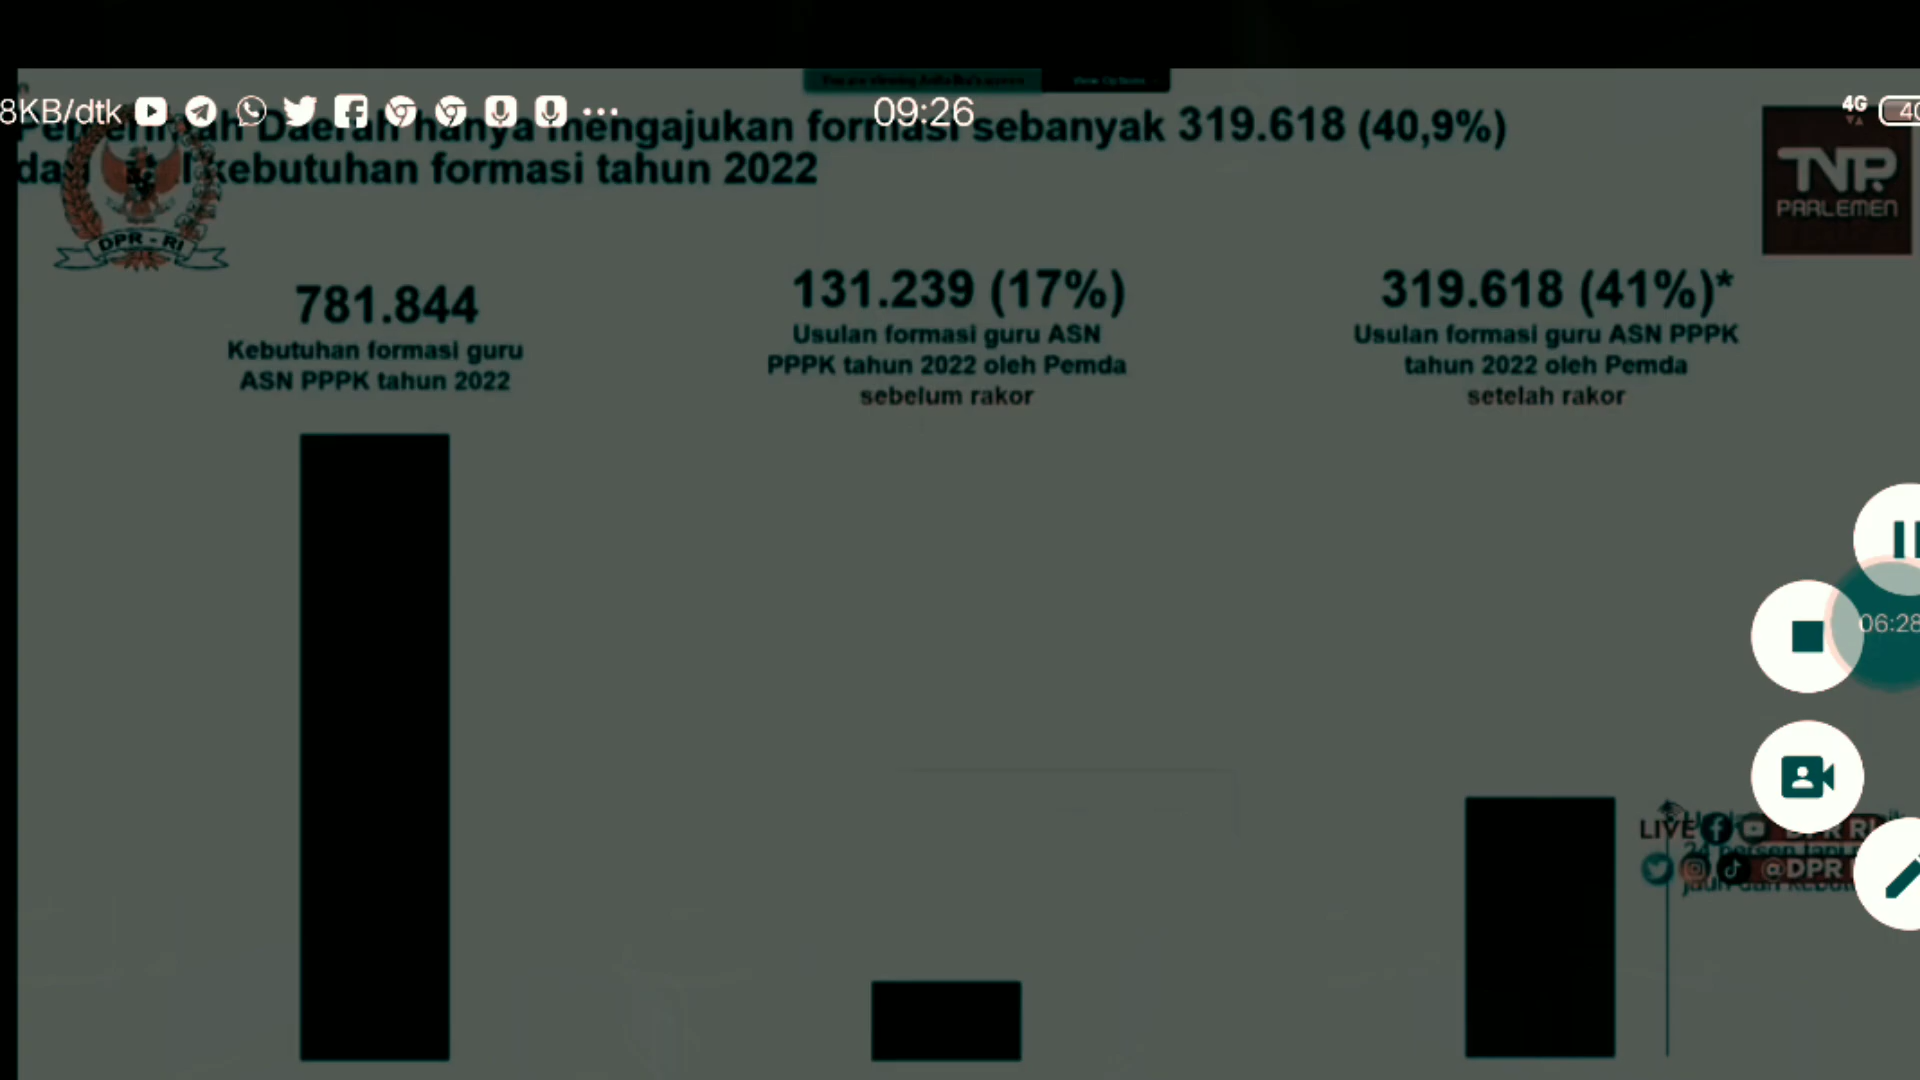 8KB/dtk
09:26
4G
40
Pemerintah Daerah hanya mengajukan formasi sebanyak 319.618 (40,9%)
kebutuhan formasi tahun 2022
DPR - RI
TVR
PARLEMEN
781.844
Kebutuhan formasi guru
ASN PPPK tahun 2022
131.239 (17%)
Usulan formasi guru ASN
PPPK tahun 2022 oleh Pemda
sebelum rakor
319.618 (41%)*
Usulan formasi guru ASN PPPK
tahun 2022 oleh Pemda
setelah rakor
06:28
LIVE DPR RI
@DPR